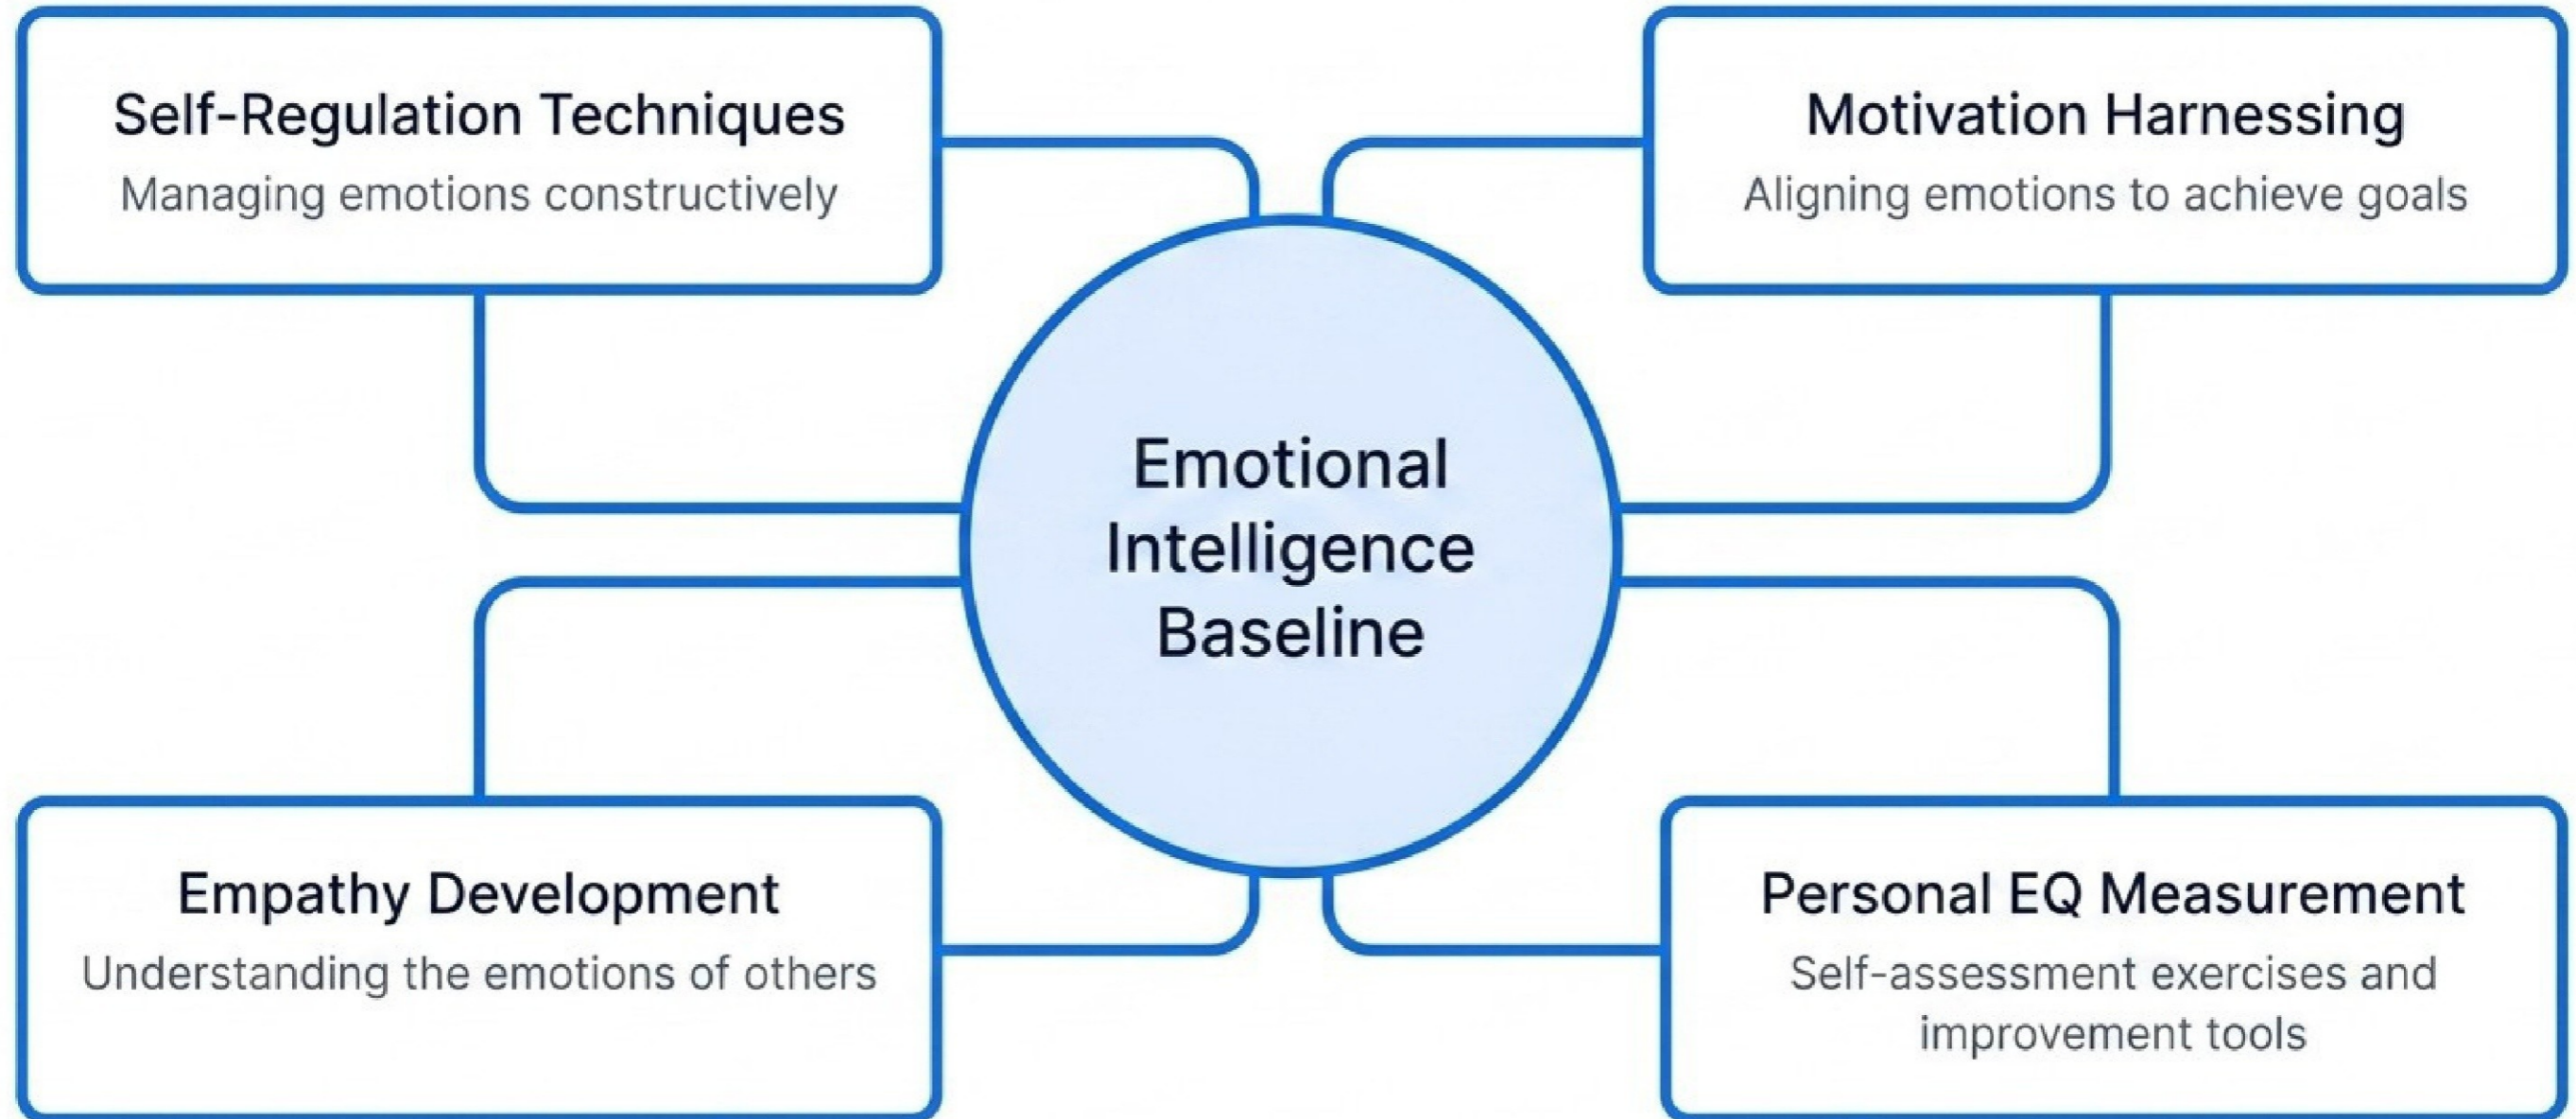 Self-Regulation Techniques
Managing emotions constructively
Motivation Harnessing
Aligning emotions to achieve goals
Emotional
Intelligence
Baseline
Empathy Development
Understanding the emotions of others
Personal EQ Measurement
Self-assessment exercises and
improvement tools